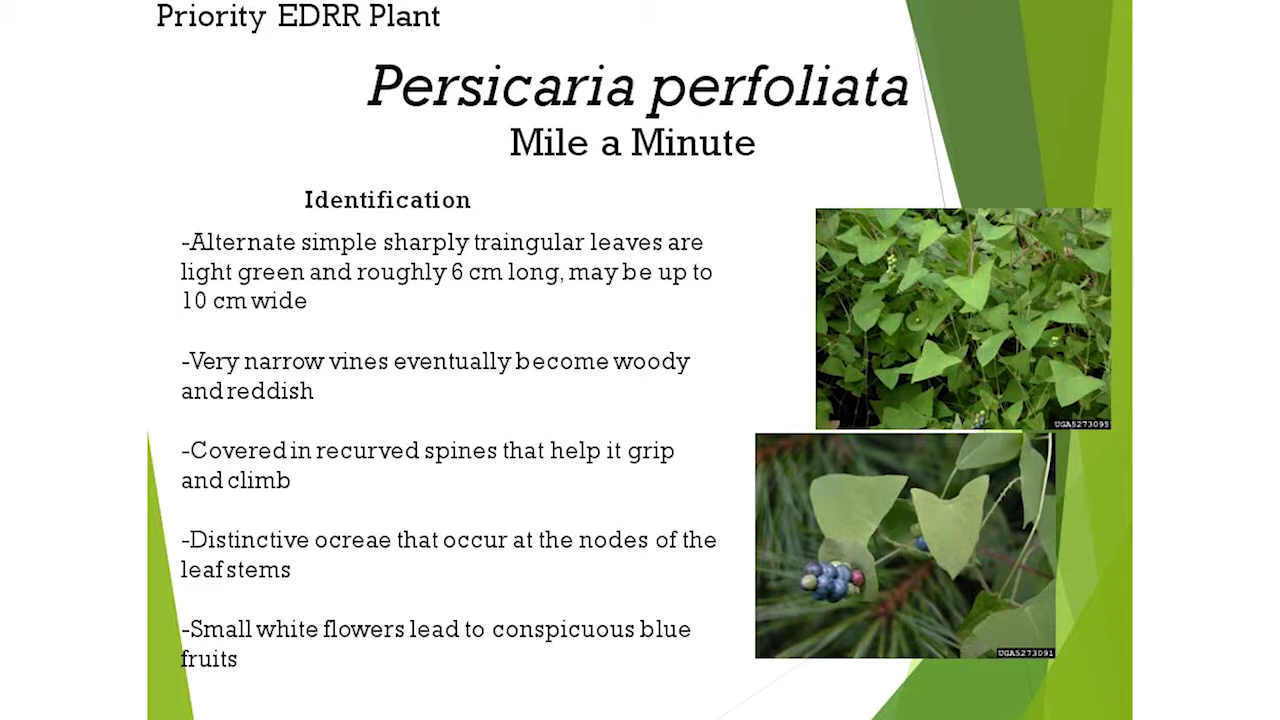 Priority EDRR Plant
Persicaria perfoliata
Mile a Minute
Identification
-Alternate simple sharply traingular leaves are
light green and roughly 6 cm long, may be up to
10 cm wide
-Very narrow vines eventually become woody
and reddish
-Covered in recurved spines that help it grip
and climb
-Distinctive ocreae that occur at the nodes of the
leaf stems
-Small white flowers lead to conspicuous blue
fruits
UGA5273095
UGA5273091